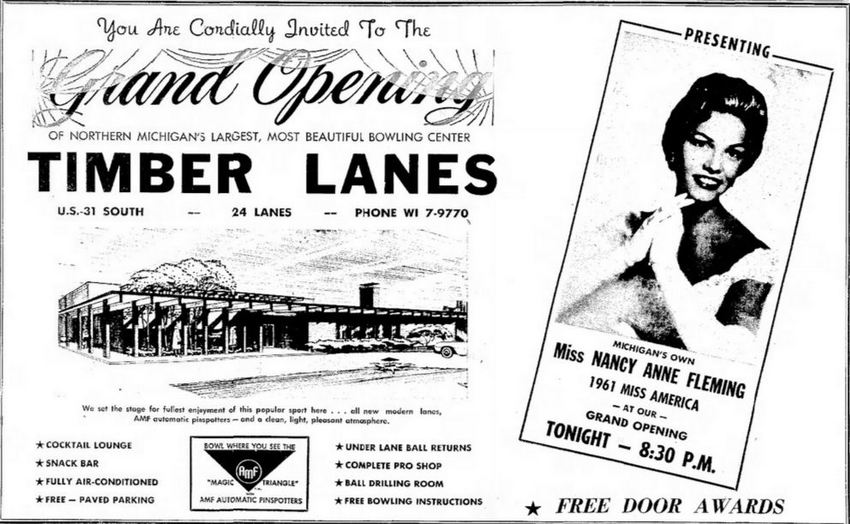 You Are Cordially Invited To The
Grand Opening
OF NORTHERN MICHIGAN'S LARGEST, MOST BEAUTIFUL BOWLING CENTER
TIMBER LANES
U.S.-31 SOUTH -- 24 LANES -- PHONE WI 7-9770
We set the stage for fullest enjoyment of this popular sport here . . . all new modern lanes,
AMF automatic pinspotters — and a clean, light, pleasant atmosphere.
★ COCKTAIL LOUNGE
★ SNACK BAR
★ FULLY AIR-CONDITIONED
★ FREE — PAVED PARKING
BOWL WHERE YOU SEE THE
AMF
"MAGIC TRIANGLE"
WITH
AMF AUTOMATIC PINSPOTTERS
★ UNDER LANE BALL RETURNS
★ COMPLETE PRO SHOP
★ BALL DRILLING ROOM
★ FREE BOWLING INSTRUCTIONS
PRESENTING
MICHIGAN'S OWN
Miss NANCY ANNE FLEMING
1961 MISS AMERICA
— AT OUR —
GRAND OPENING
TONIGHT — 8:30 P.M.
★ FREE DOOR AWARDS